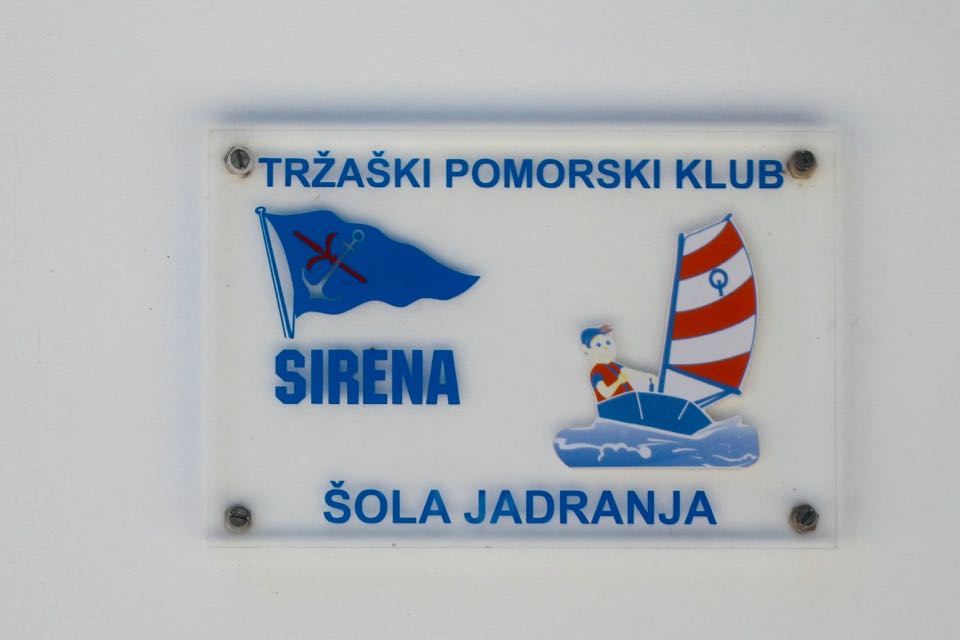 TRŽAŠKI POMORSKI KLUB
SIRENA
ŠOLA JADRANJA